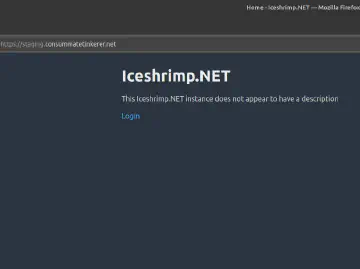 Home - Iceshrimp.NET — Mozilla Firefox
https://staging.consummatetinkerer.net
Iceshrimp.NET
This Iceshrimp.NET instance does not appear to have a description
Login